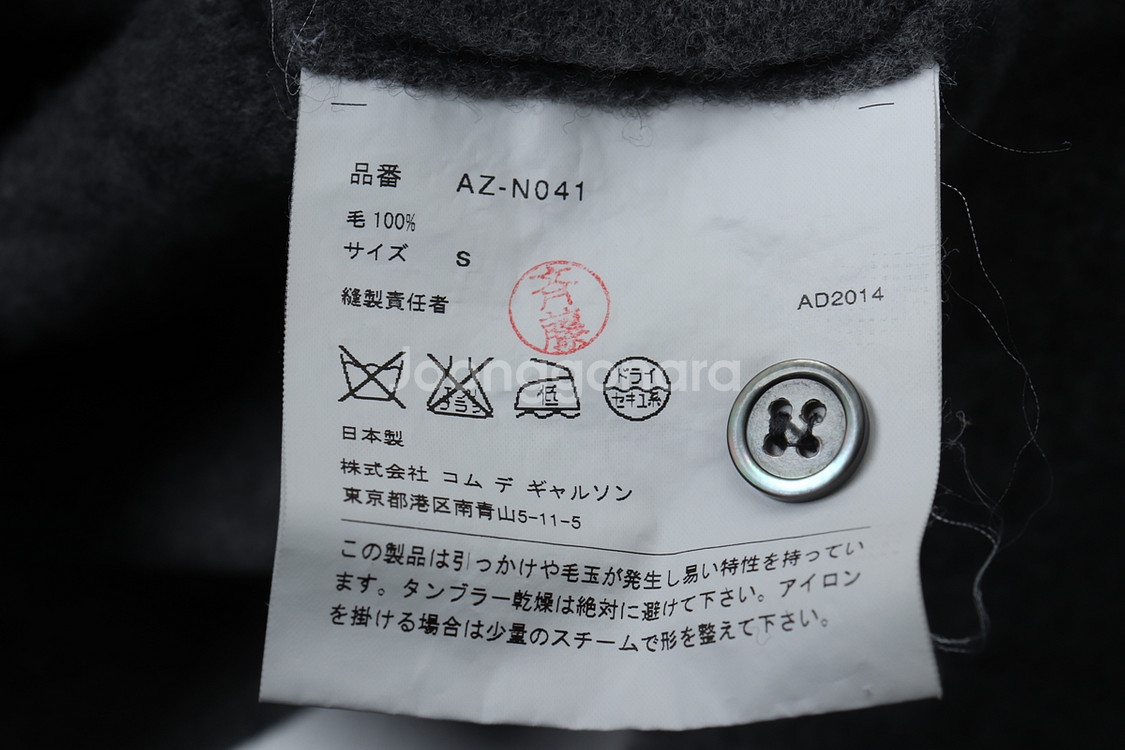 品番 AZ-N041
毛 100%
サイズ S
縫製責任者 斉藤
AD2014
低
ドライ
セキユ系
日本製
株式会社 コム デ ギャルソン
東京都港区南青山5-11-5
この製品は引っかけや毛玉が発生し易い特性を持ってい
ます。タンブラー乾燥は絶対に避けて下さい。アイロン
を掛ける場合は少量のスチームで形を整えて下さい。